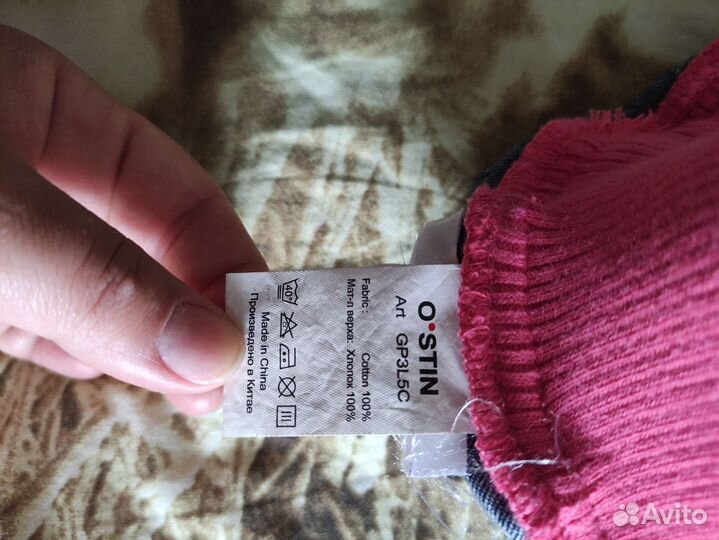 O·STIN
Art GP3L5C
Fabric: Cotton 100%
Мат-л верха: Хлопок 100%
40°
Made in China
Произведено в Китае
Avito